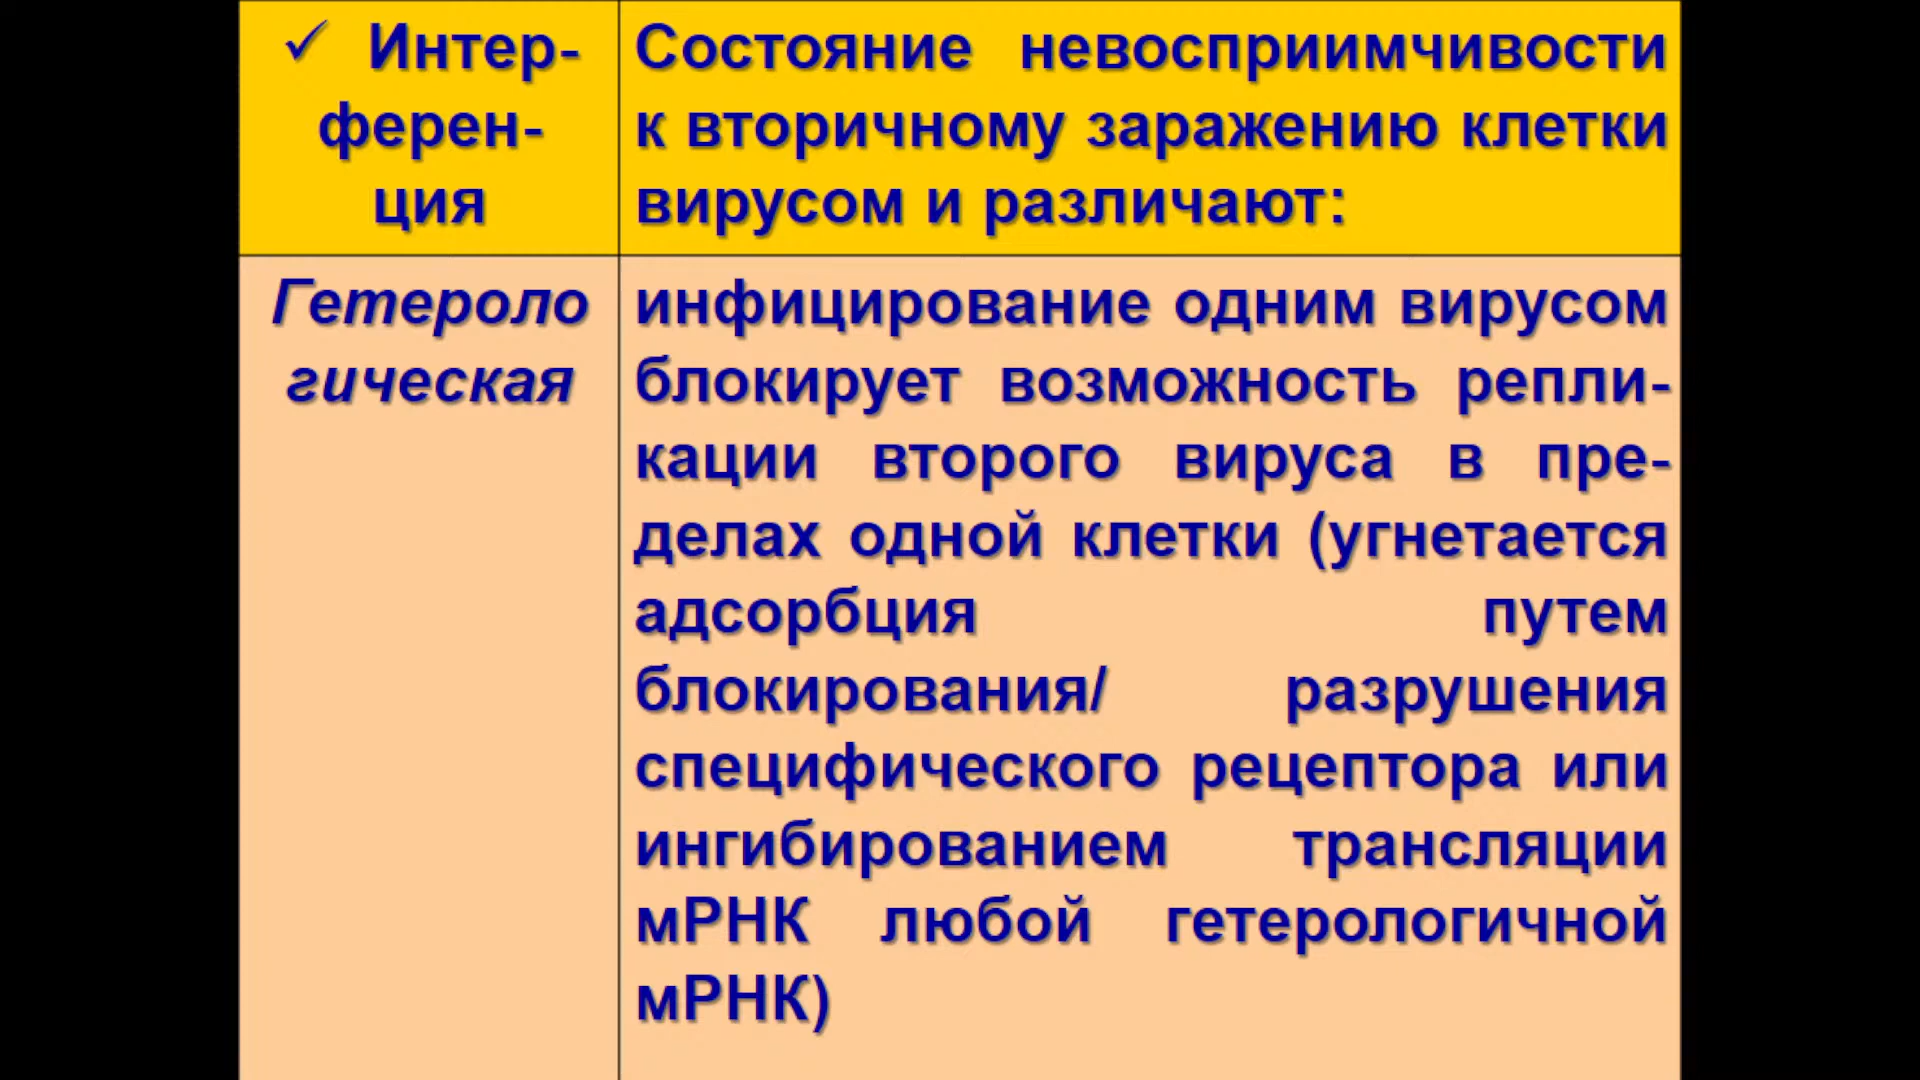 ✓ Интер-
ферен-
ция
Состояние невосприимчивости
к вторичному заражению клетки
вирусом и различают:
Гетероло
гическая
инфицирование одним вирусом
блокирует возможность репли-
кации второго вируса в пре-
делах одной клетки (угнетается
адсорбция путем
блокирования/ разрушения
специфического рецептора или
ингибированием трансляции
мРНК любой гетерологичной
мРНК)